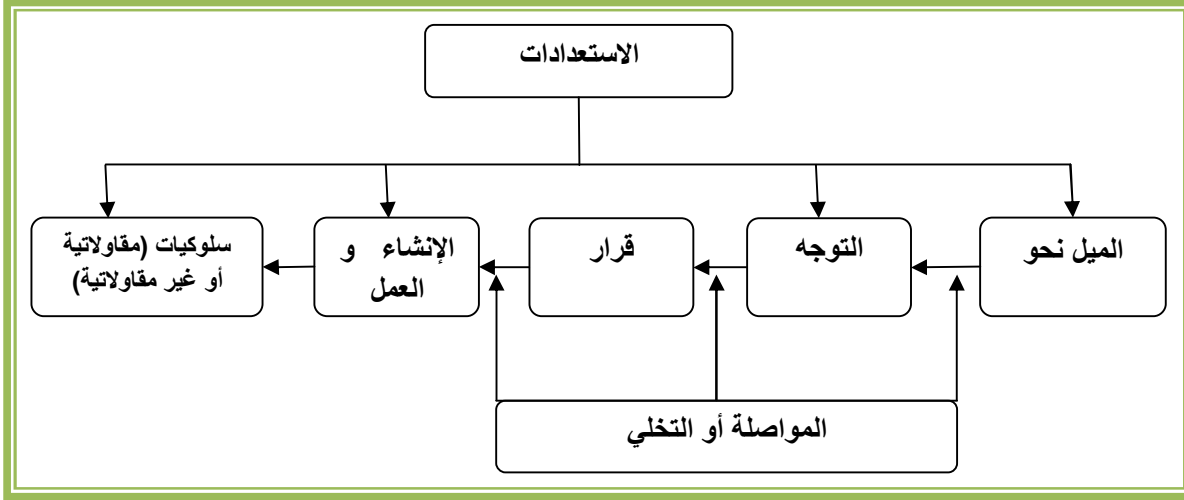 الاستعدادات
الميل نحو
التوجه
قرار
الإنشاء و
العمل
سلوكيات (مقاولاتية
أو غير مقاولاتية)
المواصلة أو التخلي